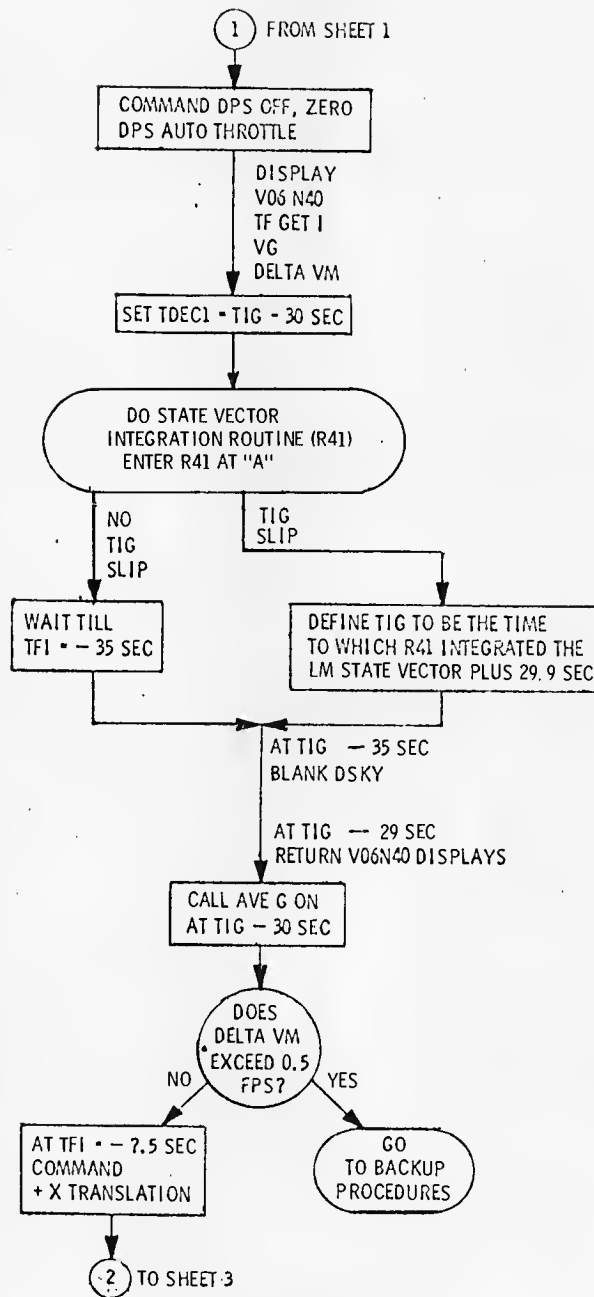 1 FROM SHEET 1
COMMAND DPS OFF, ZERO
DPS AUTO THROTTLE
DISPLAY
V06 N40
TF GET I
VG
DELTA VM
SET TDEC1 = TIG - 30 SEC
DO STATE VECTOR
INTEGRATION ROUTINE (R41)
ENTER R41 AT "A"
NO
TIG
SLIP
TIG
SLIP
WAIT TILL
TFI = - 35 SEC
DEFINE TIG TO BE THE TIME
TO WHICH R41 INTEGRATED THE
LM STATE VECTOR PLUS 29.9 SEC
AT TIG — 35 SEC
BLANK DSKY
AT TIG — 29 SEC
RETURN V06N40 DISPLAYS
CALL AVE G ON
AT TIG - 30 SEC
DOES
DELTA VM
EXCEED 0.5
FPS?
NO
YES
AT TFI = - 7.5 SEC
COMMAND
+ X TRANSLATION
GO
TO BACKUP
PROCEDURES
2 TO SHEET 3